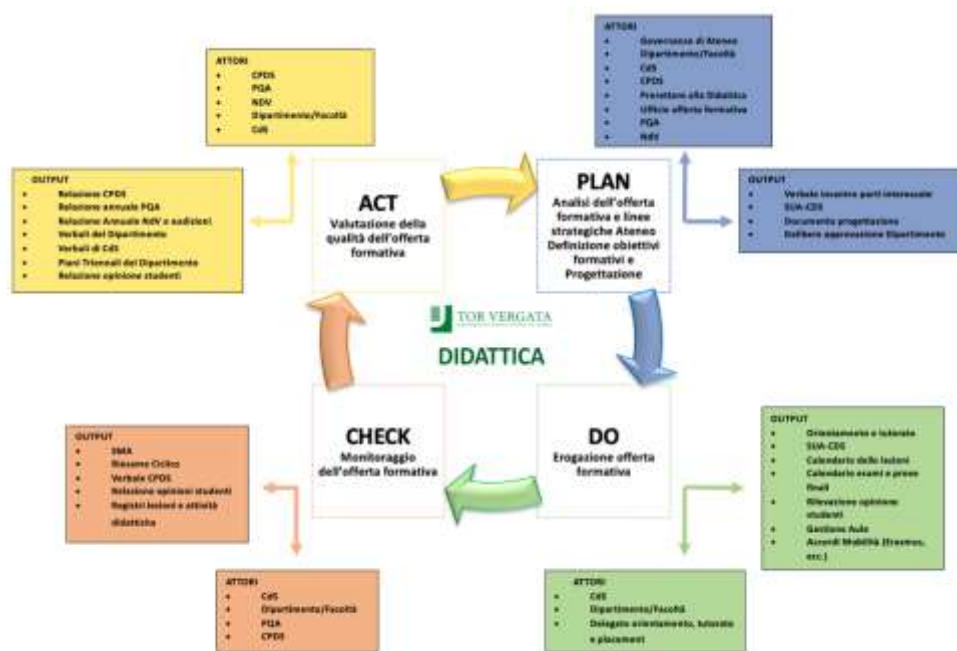 ATTORI
• CPDS
• PQA
• NDV
• Dipartimento/Facoltà
• CdS
ATTORI
• Governance di Ateneo
• Dipartimento/Facoltà
• CdS
• CPDS
• Prorettore alla Didattica
• Ufficio offerta formativa
• PQA
• NdV
OUTPUT
• Relazione CPDS
• Relazione annuale PQA
• Relazione Annuale NdV e audizioni
• Verbali del Dipartimento
• Verbali di CdS
• Piani Triennali del Dipartimento
• Relazione opinione studenti
ACT
Valutazione della
qualità dell'offerta
formativa
PLAN
Analisi dell'offerta
formativa e linee
strategiche Ateneo
Definizione obiettivi
formativi e
Progettazione
OUTPUT
• Verbale incontro parti interessate
• SUA-CDS
• Documento progettazione
• Delibere approvazione Dipartimento
TOR VERGATA
DIDATTICA
OUTPUT
• SMA
• Riesame Ciclico
• Verbale CPDS
• Relazione opinioni studenti
• Registri lezioni e attività
didattiche
CHECK
Monitoraggio
dell'offerta formativa
DO
Erogazione offerta
formativa
OUTPUT
• Orientamento e tutorato
• SUA-CDS
• Calendario delle lezioni
• Calendario esami e prove
finali
• Rilevazione opinione
studenti
• Gestione Aule
• Accordi Mobilità (Erasmus,
ecc.)
ATTORI
• CdS
• Dipartimento/Facoltà
• PQA
• CPDS
ATTORI
• CdS
• Dipartimento/Facoltà
• Delegato orientamento, tutorato
e placement